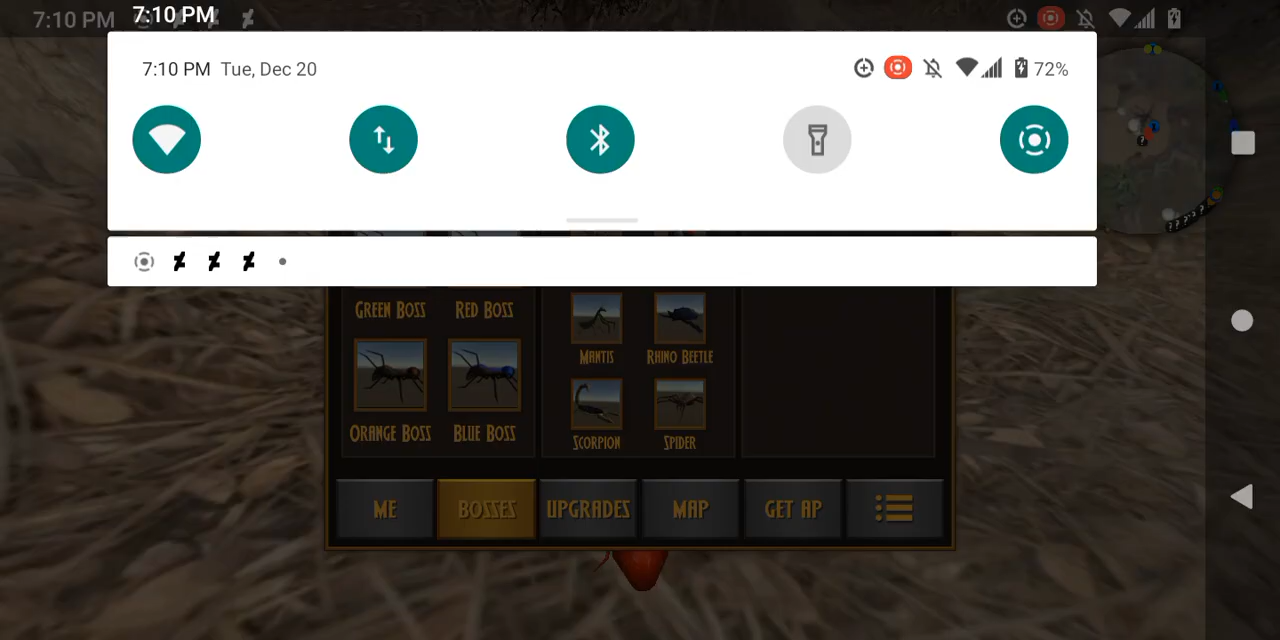 7:10 PM 7:10 PM
7:10 PM Tue, Dec 20 72%
GREEN BOSS RED BOSS
MANTIS RHINO BEETLE
ORANGE BOSS BLUE BOSS
SCORPION SPIDER
ME BOSSES UPGRADES MAP GET AP